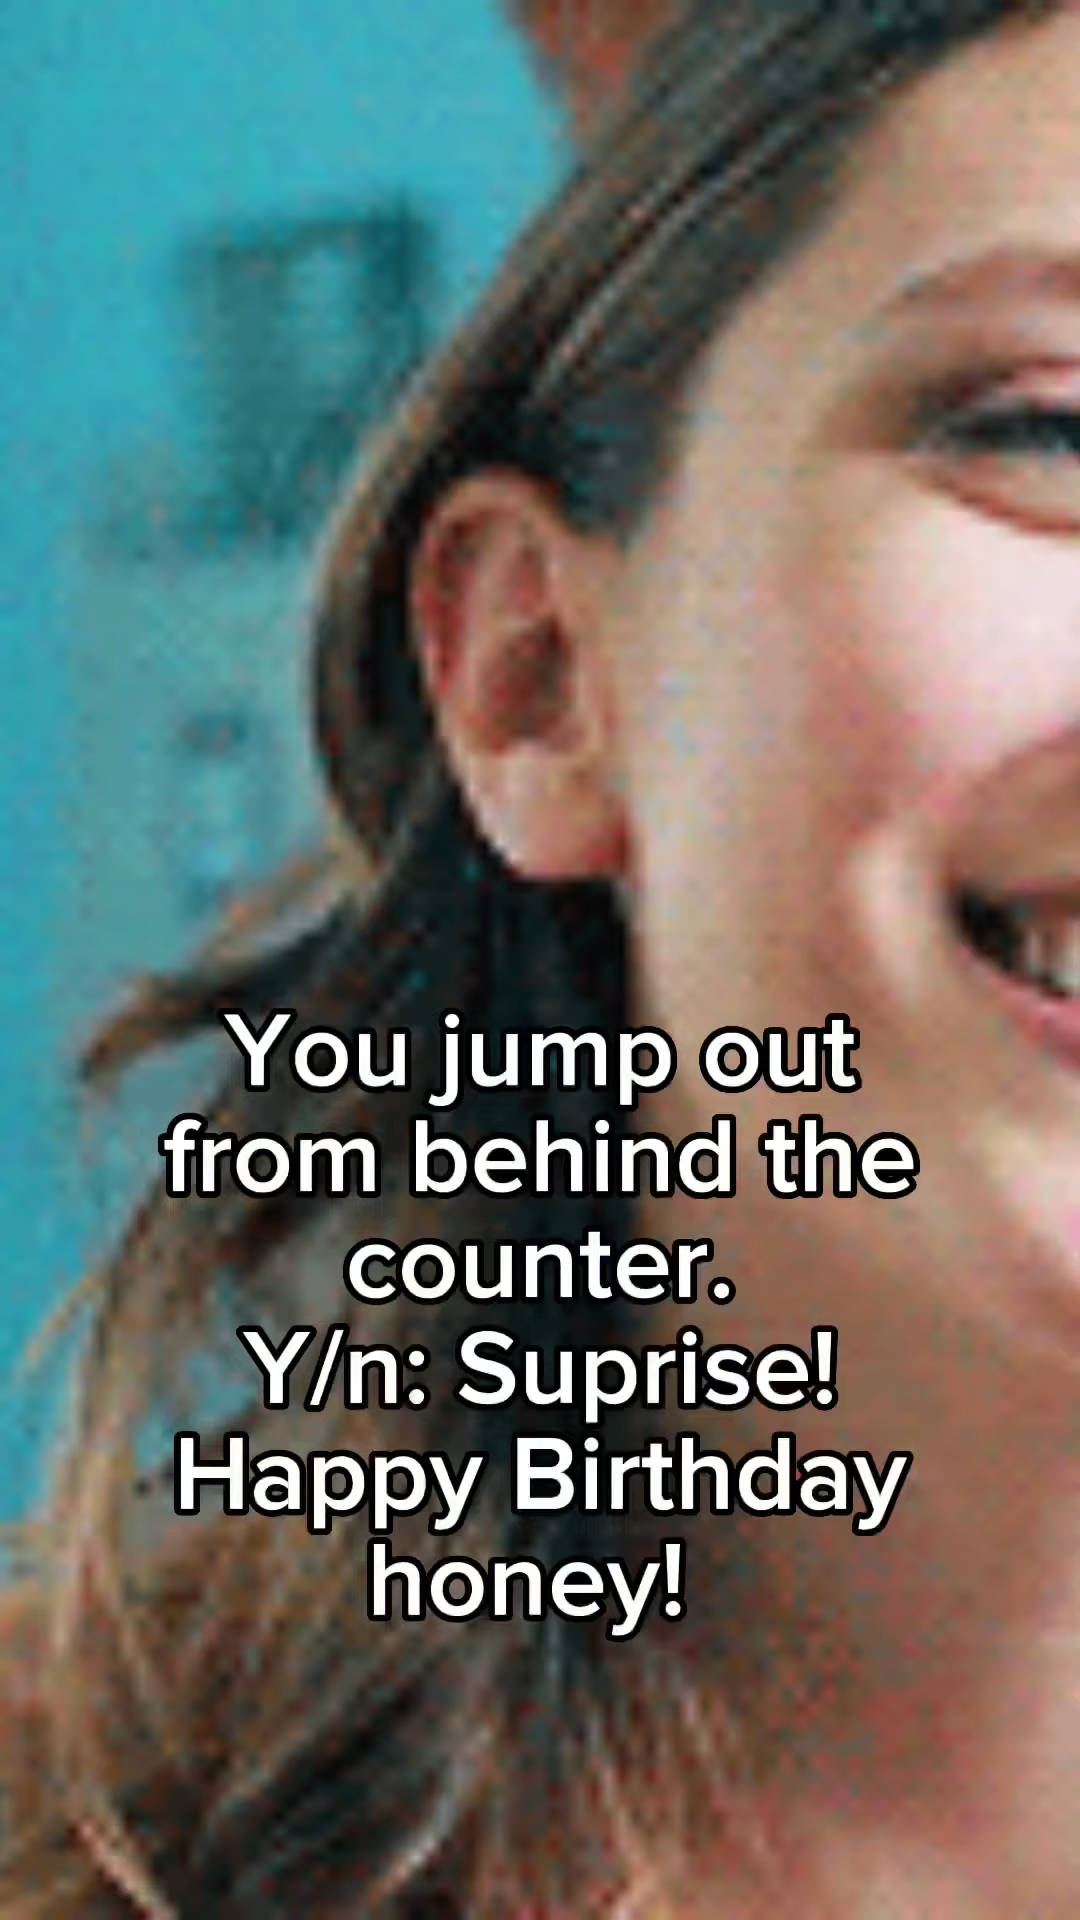 You jump out
from behind the
counter.
Y/n: Suprise!
Happy Birthday
honey!